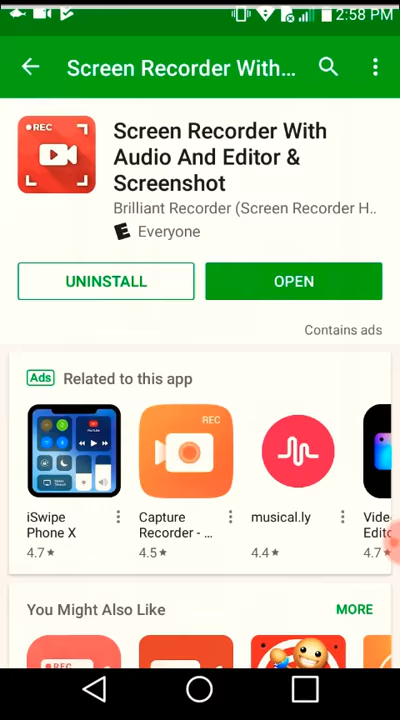 2:58 PM
Screen Recorder With...
REC
Screen Recorder With
Audio And Editor &
Screenshot
Brilliant Recorder (Screen Recorder H..
E Everyone
UNINSTALL
OPEN
Contains ads
Ads Related to this app
REC
iSwipe
Phone X
4.7★
Capture
Recorder - ...
4.5★
musical.ly
4.4★
Vide
Edito
4.7★
You Might Also Like
MORE
REC
REC